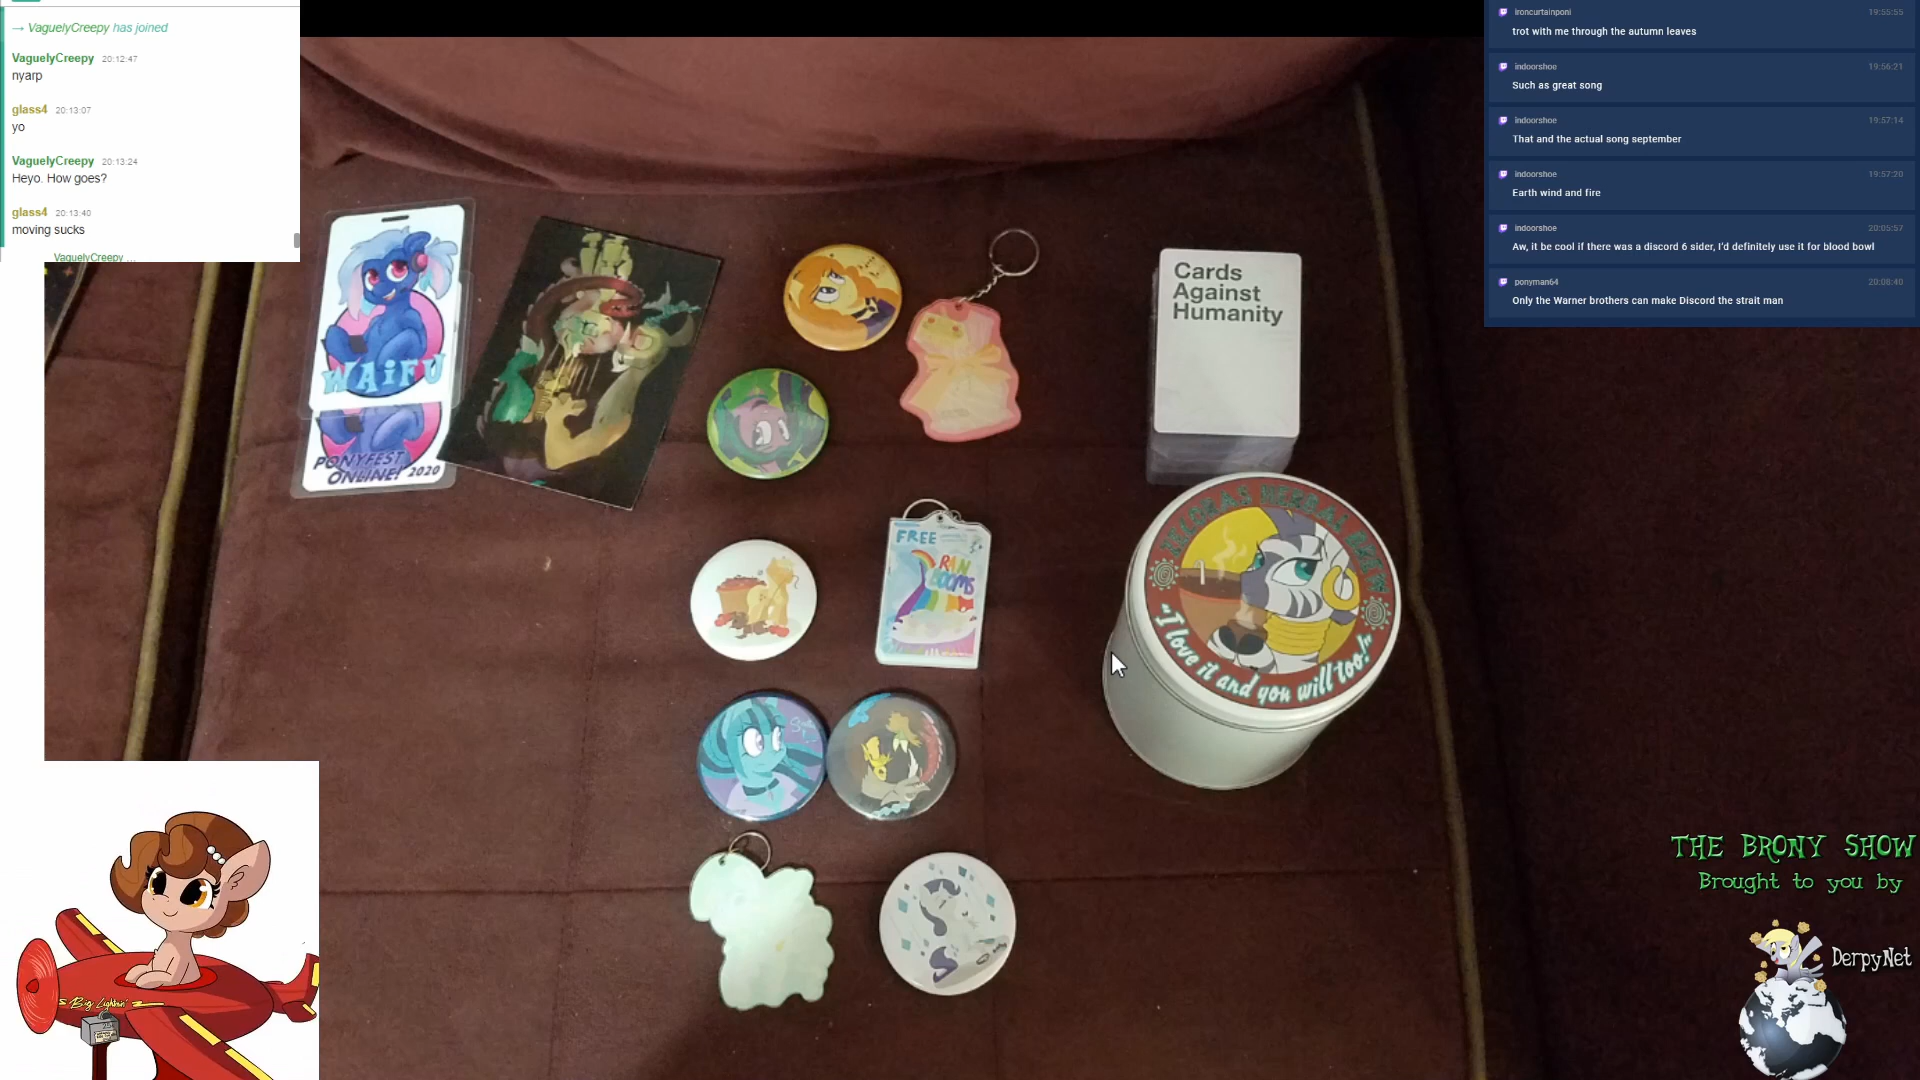 → VaguelyCreepy has joined
VaguelyCreepy 20:12:47
nyarp
glass4 20:13:07
yo
VaguelyCreepy 20:13:24
Heyo. How goes?
glass4 20:13:40
moving sucks
VaguelyCreepy ...
ironcurtainponi 19:55:55
trot with me through the autumn leaves
indoorshoe 19:56:21
Such as great song
indoorshoe 19:57:14
That and the actual song september
indoorshoe 19:57:20
Earth wind and fire
indoorshoe 20:05:57
Aw, it be cool if there was a discord 6 sider, I'd definitely use it for blood bowl
ponyman64 20:08:40
Only the Warner brothers can make Discord the strait man
WAiFU
PONYFEST
ONLINE! 2020
Cards
Against
Humanity
FREE
RAIN
BOOMS
"I love it and you will too!"
Big Lightnin'
THE BRONY SHOW
Brought to you by
DerpyNet